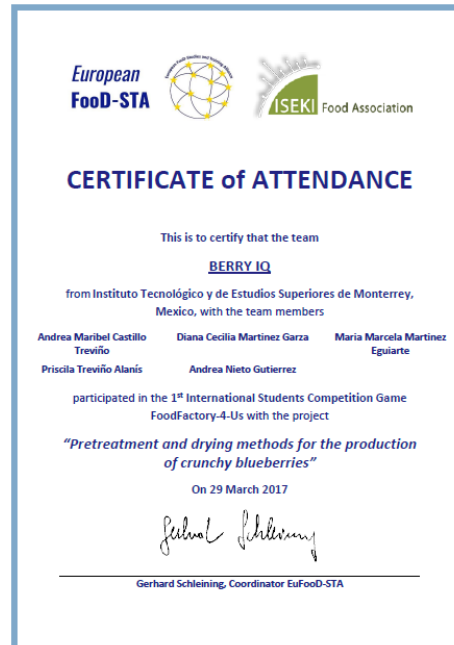 European
FooD-STA
ISEKI Food Association
CERTIFICATE of ATTENDANCE
This is to certify that the team
BERRY IQ
from Instituto Tecnológico y de Estudios Superiores de Monterrey,
Mexico, with the team members
Andrea Maribel Castillo Treviño
Diana Cecilia Martinez Garza
Maria Marcela Martinez Eguiarte
Priscila Treviño Alanís
Andrea Nieto Gutierrez
participated in the 1st International Students Competition Game
FoodFactory-4-Us with the project
“Pretreatment and drying methods for the production
of crunchy blueberries”
On 29 March 2017
Gerhard Schleining
Gerhard Schleining, Coordinator EuFooD-STA